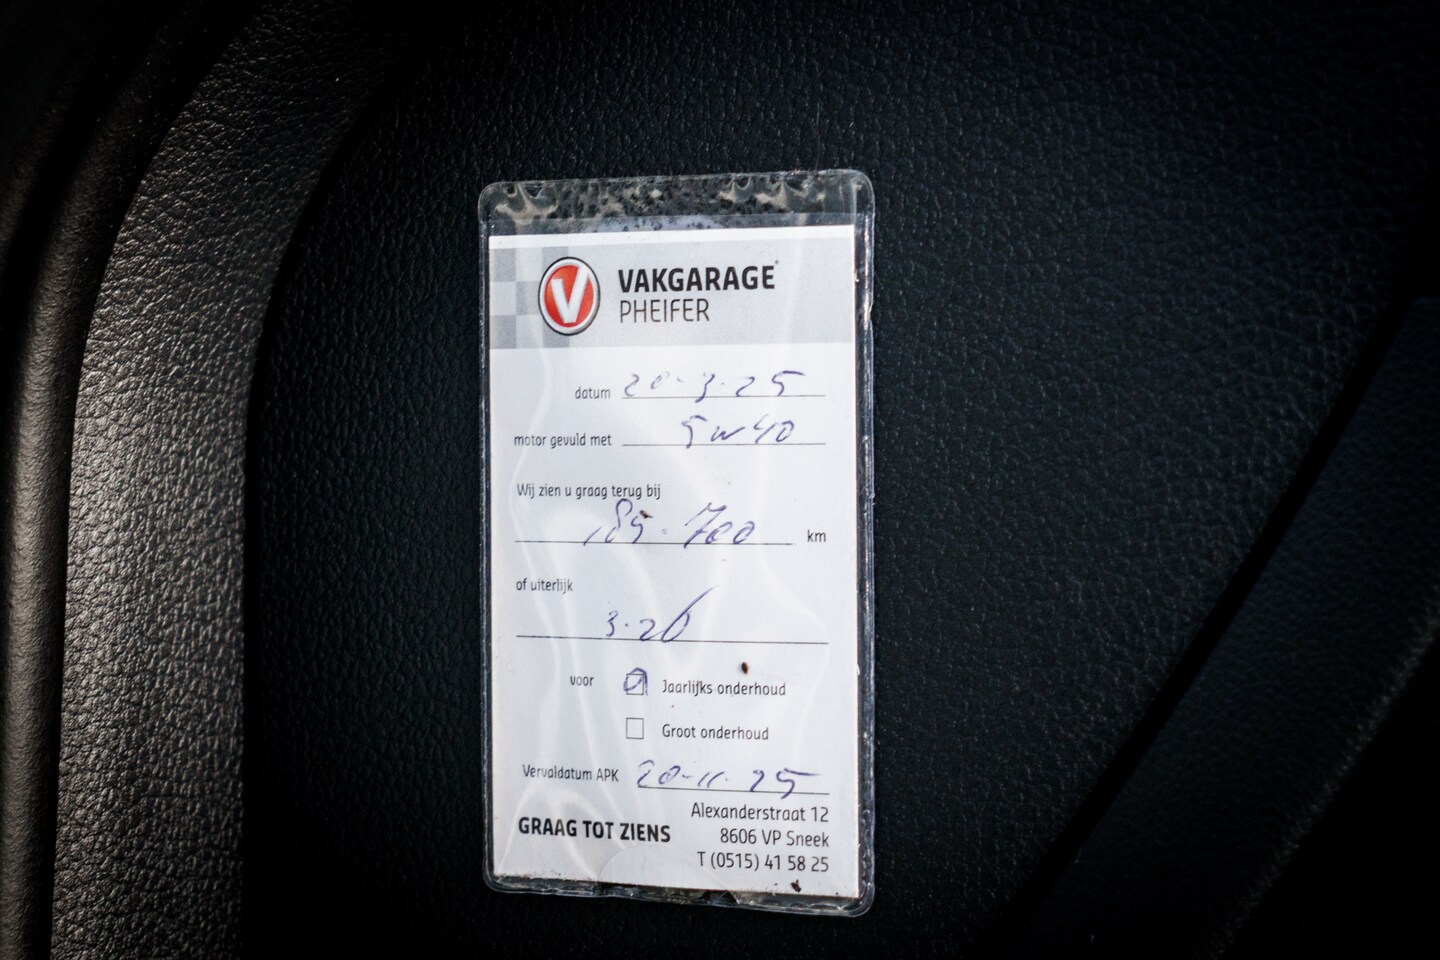 V VAKGARAGE
PHEIFER
datum 20-3-25
motor gevuld met 5W40
Wij zien u graag terug bij
185.700 km
of uiterlijk
3-26
voor Jaarlijks onderhoud
Groot onderhoud
Vervaldatum APK 20-11-25
Alexanderstraat 12
GRAAG TOT ZIENS 8606 VP Sneek
T (0515) 41 58 25